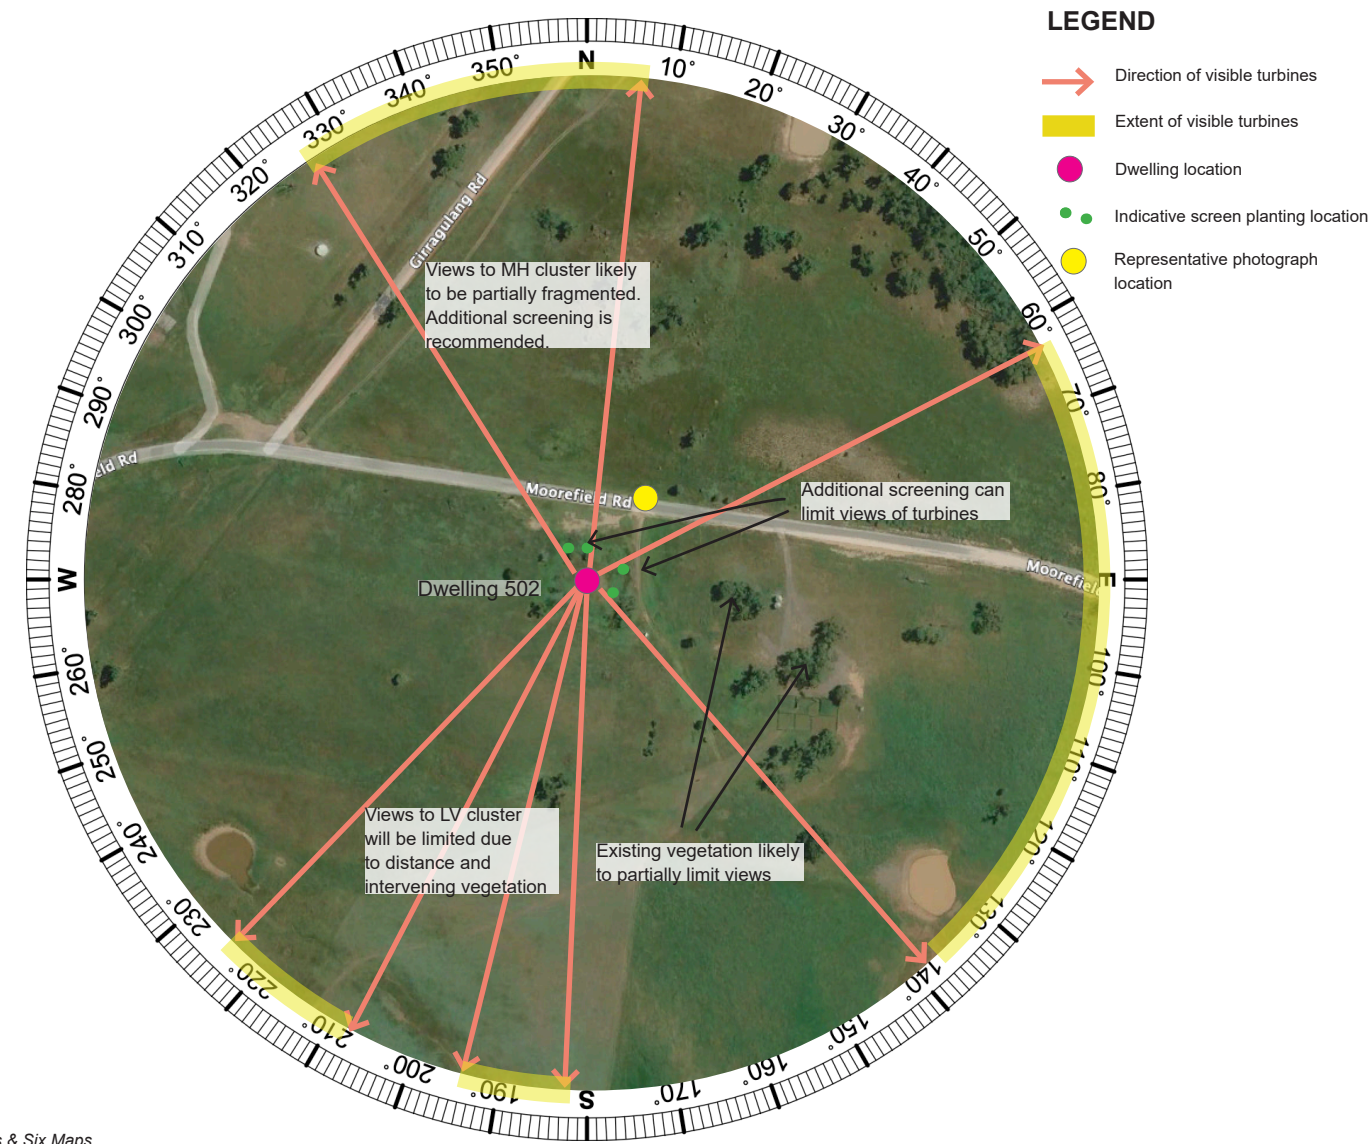 LEGEND
Direction of visible turbines
Extent of visible turbines
Dwelling location
Indicative screen planting location
Representative photograph
location
N
10°
20°
30°
40°
50°
60°
70°
80°
E
100°
110°
120°
130°
140°
150°
160°
170°
S
190°
200°
210°
220°
230°
240°
250°
260°
W
280°
290°
300°
310°
320°
330°
340°
350°
Cirragulang Rd
Views to MH cluster likely
to be partially fragmented.
Additional screening is
recommended.
eld Rd
Moorefield Rd
Additional screening can
limit views of turbines
Moorefield
Dwelling 502
Views to LV cluster
will be limited due
to distance and
intervening vegetation
Existing vegetation likely
to partially limit views
& Six Maps